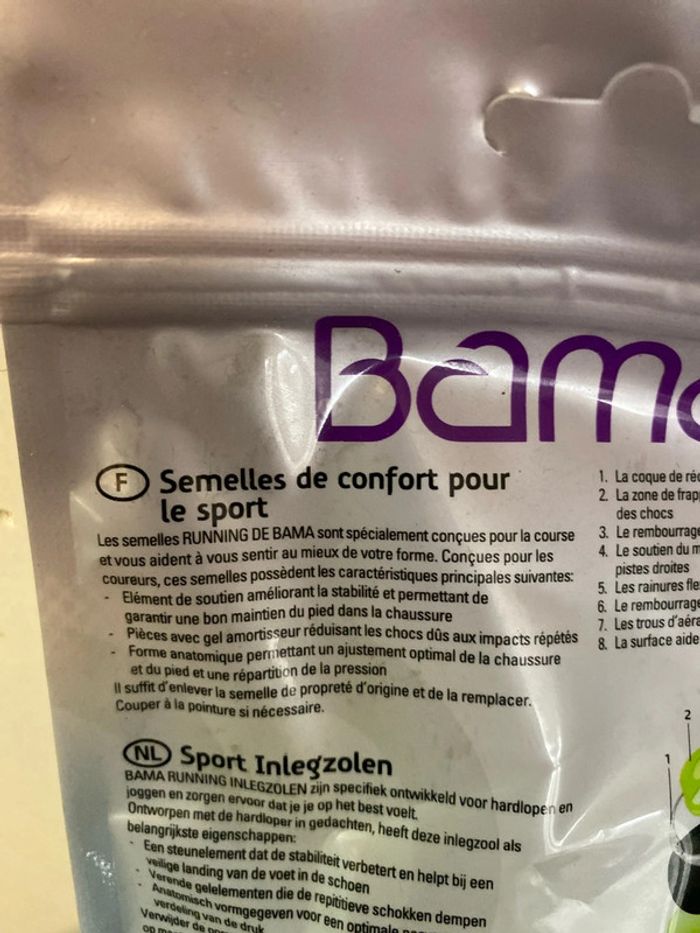 Bama
F Semelles de confort pour
le sport
Les semelles RUNNING DE BAMA sont spécialement conçues pour la course
et vous aident à vous sentir au mieux de votre forme. Conçues pour les
coureurs, ces semelles possèdent les caractéristiques principales suivantes:
- Elément de soutien améliorant la stabilité et permettant de
garantir une bon maintien du pied dans la chaussure
- Pièces avec gel amortisseur réduisant les chocs dûs aux impacts répétés
- Forme anatomique permettant un ajustement optimal de la chaussure
et du pied et une répartition de la pression
Il suffit d'enlever la semelle de propreté d'origine et de la remplacer.
Couper à la pointure si nécessaire.
1. La coque de
2. La zone de
des chocs
3. Le rembourrage
4. Le soutien du
pistes droites
5. Les rainures
6. Le rembourrage
7. Les trous
8. La surface aide
2
1
NL Sport Inlegzolen
BAMA RUNNING INLEGZOLEN zijn specifiek ontwikkeld voor hardlopen en
joggen en zorgen ervoor dat je je op het best voelt.
Ontworpen met de hardloper in gedachten, heeft deze inlegzool als
belangrijkste eigenschappen:
- Een steunelement dat de stabiliteit verbetert en helpt bij een
veilige landing van de voet in de schoen
- Verende gelelementen die de repititieve schokken dempen
- Anatomisch vormgegeven voor een optimale
verdeling van de druk
Verwijder de